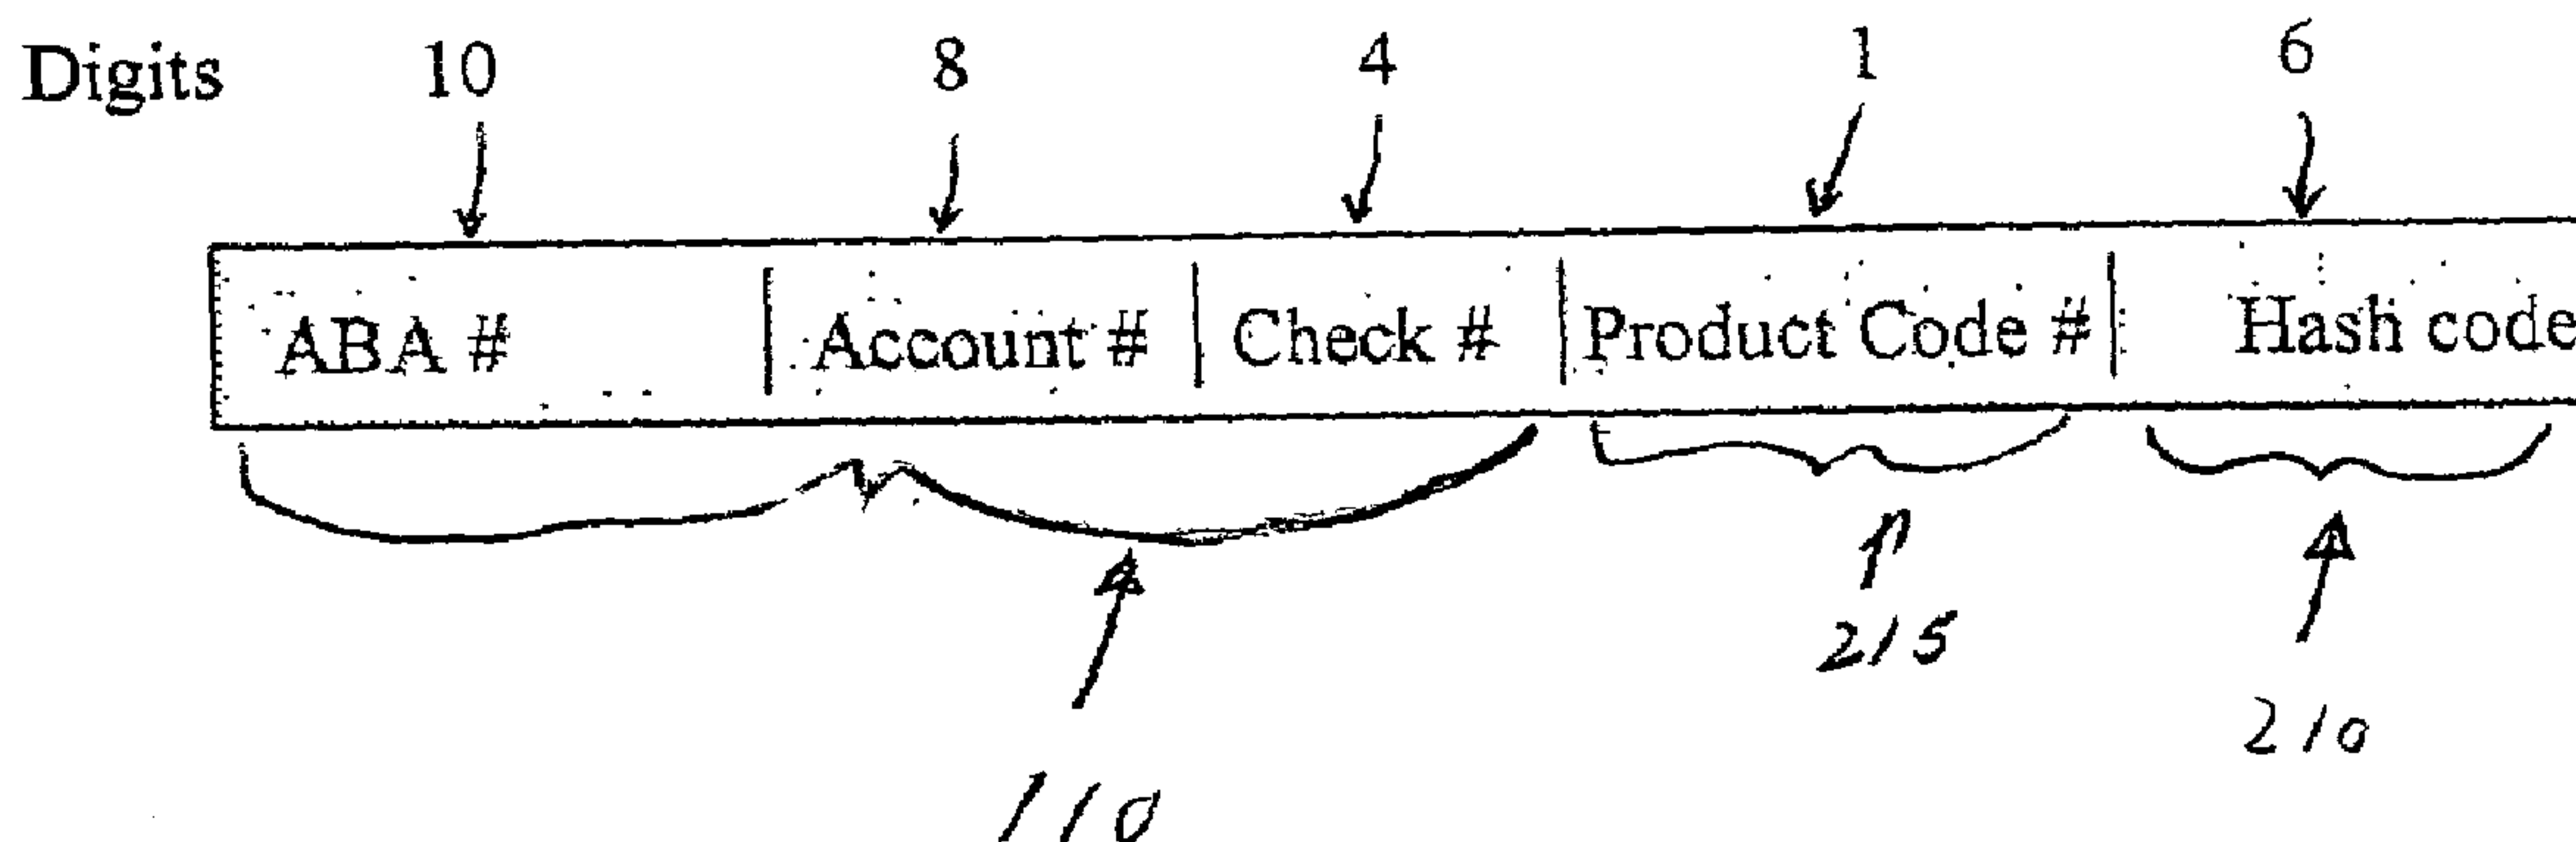 Digits 10 8 4 1 6
ABA # Account # Check # Product Code # Hash code
215
210
110